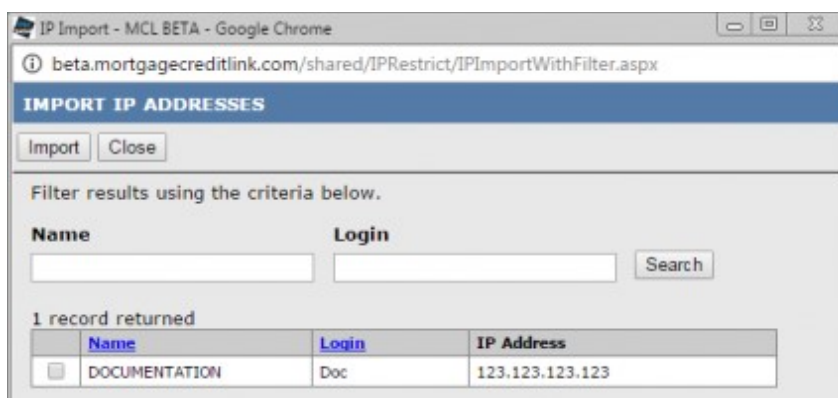 IP Import - MCL BETA - Google Chrome
beta.mortgagecreditlink.com/shared/IPRestrict/IPImportWithFilter.aspx
IMPORT IP ADDRESSES
Import Close
Filter results using the criteria below.
Name Login
Search
1 record returned
Name Login IP Address
DOCUMENTATION Doc 123.123.123.123